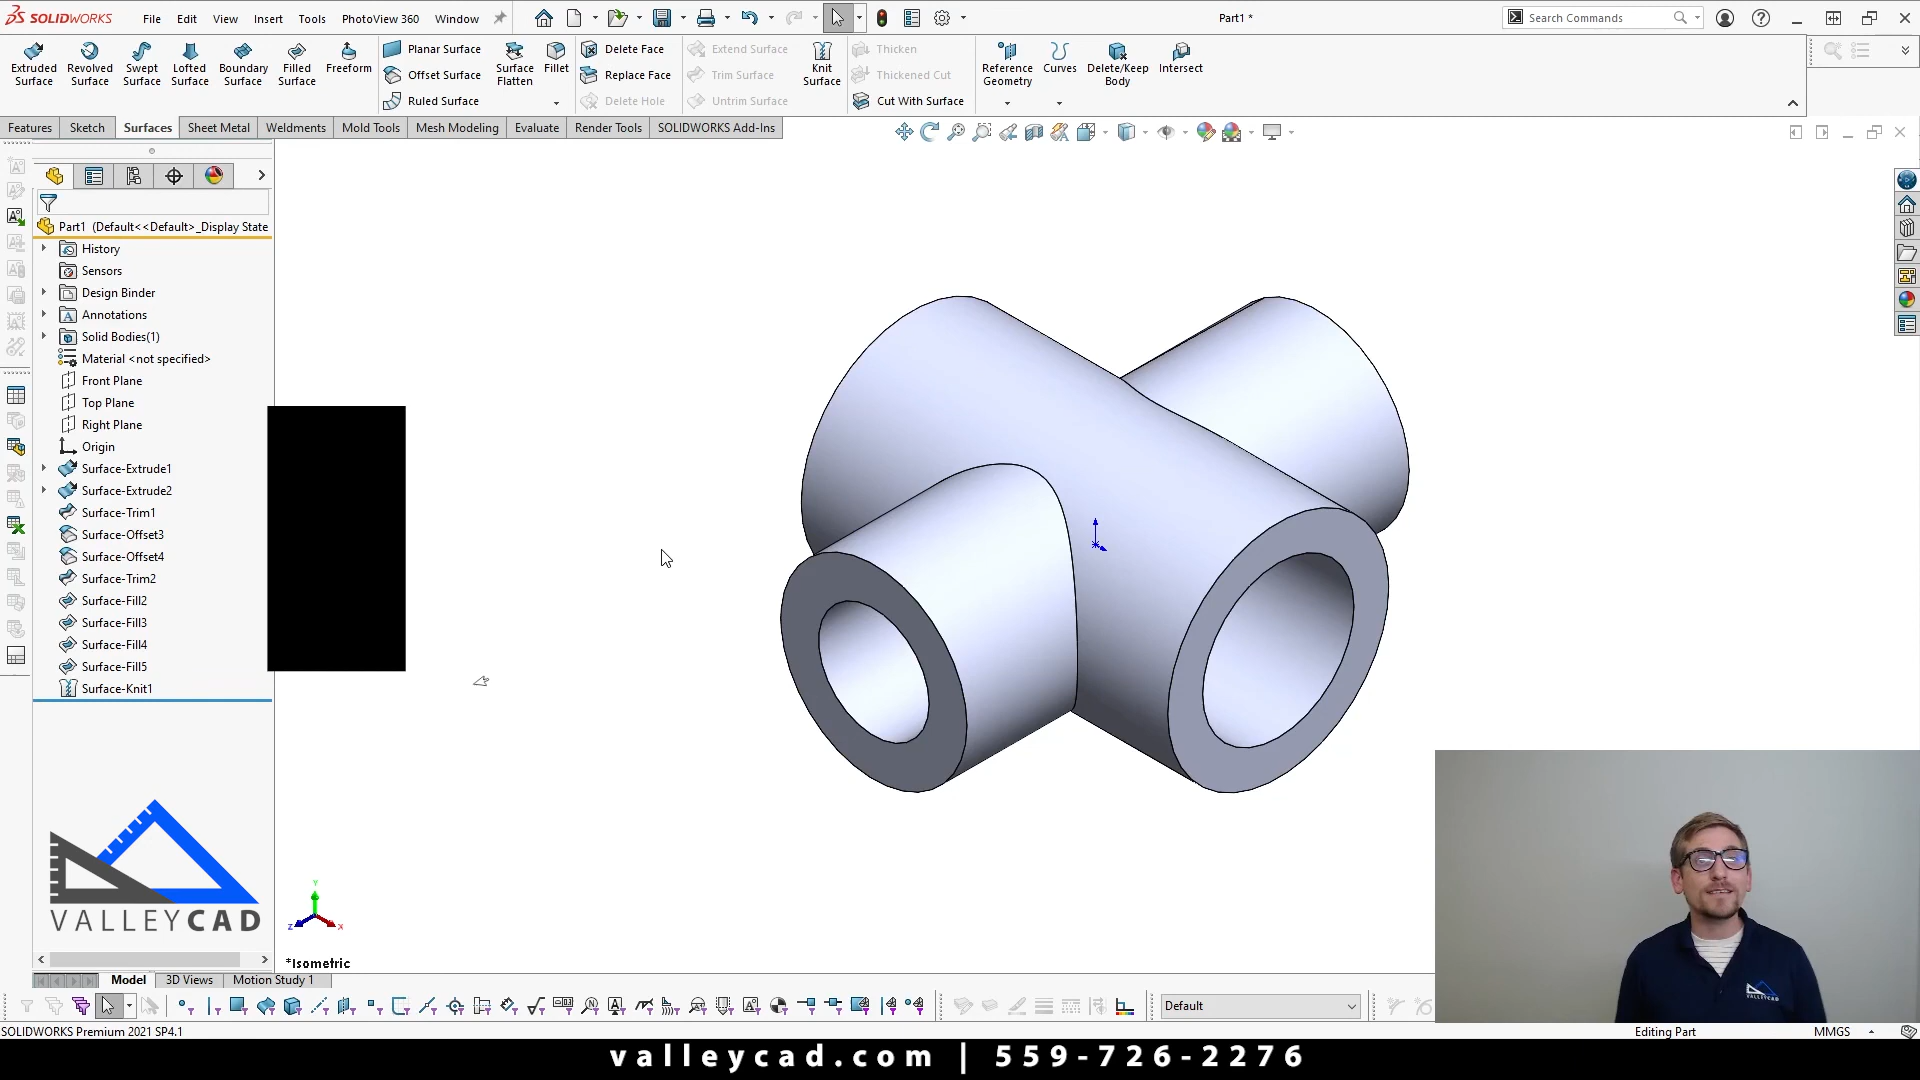 SOLIDWORKS File Edit View Insert Tools PhotoView 360 Window Part1 * Search Commands
Extruded Surface
Revolved Surface
Swept Surface
Lofted Surface
Boundary Surface
Filled Surface
Freeform
Planar Surface
Offset Surface
Ruled Surface
Surface Flatten
Fillet
Delete Face
Replace Face
Delete Hole
Extend Surface
Trim Surface
Untrim Surface
Knit Surface
Thicken
Thickened Cut
Cut With Surface
Reference Geometry
Curves
Delete/Keep Body
Intersect
Features Sketch Surfaces Sheet Metal Weldments Mold Tools Mesh Modeling Evaluate Render Tools SOLIDWORKS Add-Ins
Part1 (Default<<Default>_Display State
History
Sensors
Design Binder
Annotations
Solid Bodies(1)
Material <not specified>
Front Plane
Top Plane
Right Plane
Origin
Surface-Extrude1
Surface-Extrude2
Surface-Trim1
Surface-Offset3
Surface-Offset4
Surface-Trim2
Surface-Fill2
Surface-Fill3
Surface-Fill4
Surface-Fill5
Surface-Knit1
VALLEYCAD
Y
Z X
*Isometric
VALLEYCAD
Model 3D Views Motion Study 1
Default
SOLIDWORKS Premium 2021 SP4.1 Editing Part MMGS
valleycad.com | 559-726-2276